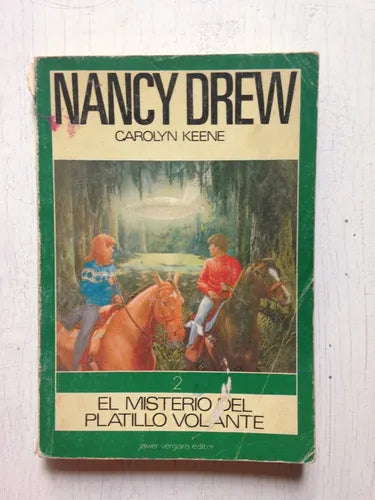 NANCY DREW
CAROLYN KEENE
2
EL MISTERIO DEL
PLATILLO VOLANTE
javier vergara editor